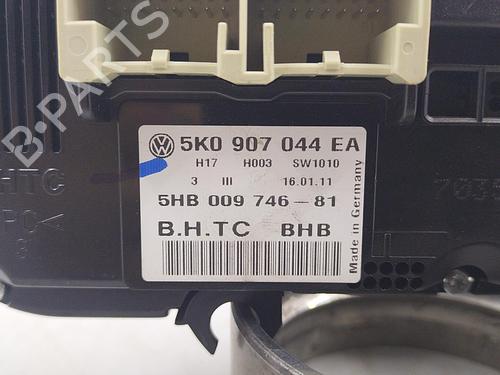 B-PARTS
5K0 907 044 EA
H17 H003 SW1010
3 III 16.01.11
5HB 009 746-81
B.H.TC BHB
Made in Germany
HTC